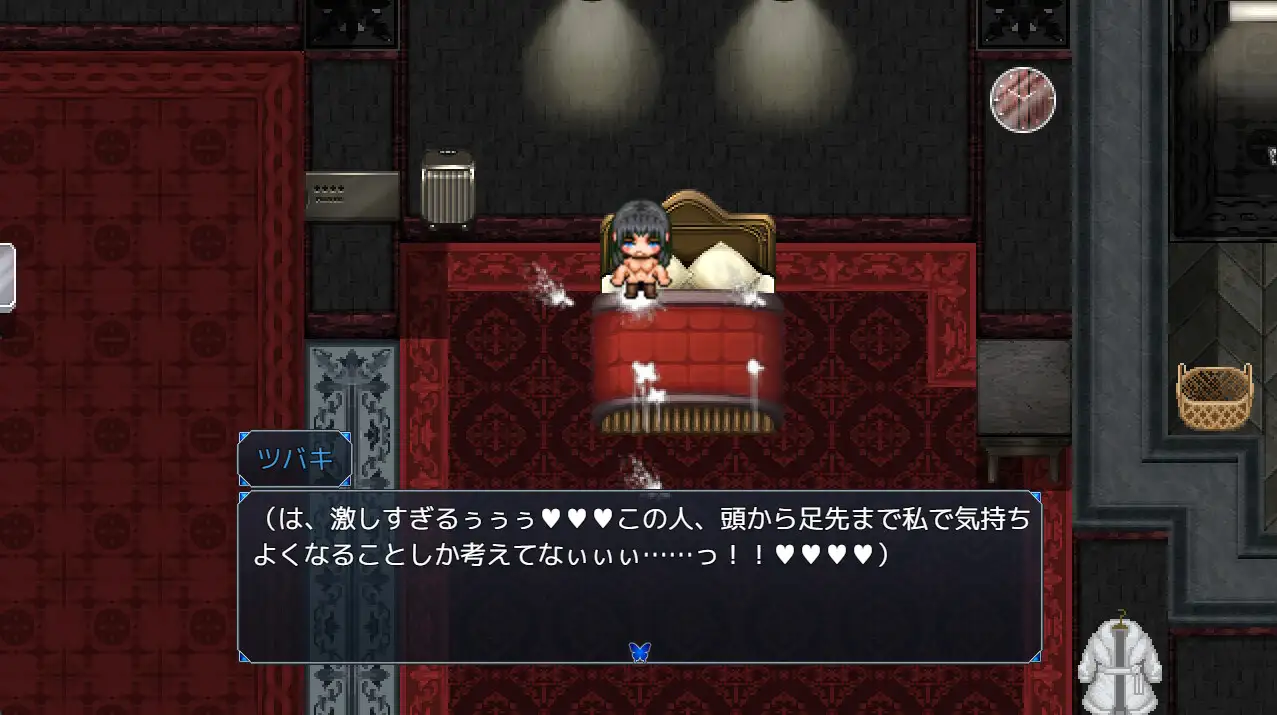 ツバキ
（は、激しすぎるぅぅぅ♥♥♥この人、頭から足先まで私で気持ち
よくなることしか考えてなぃぃぃ……っ！！♥♥♥♥）